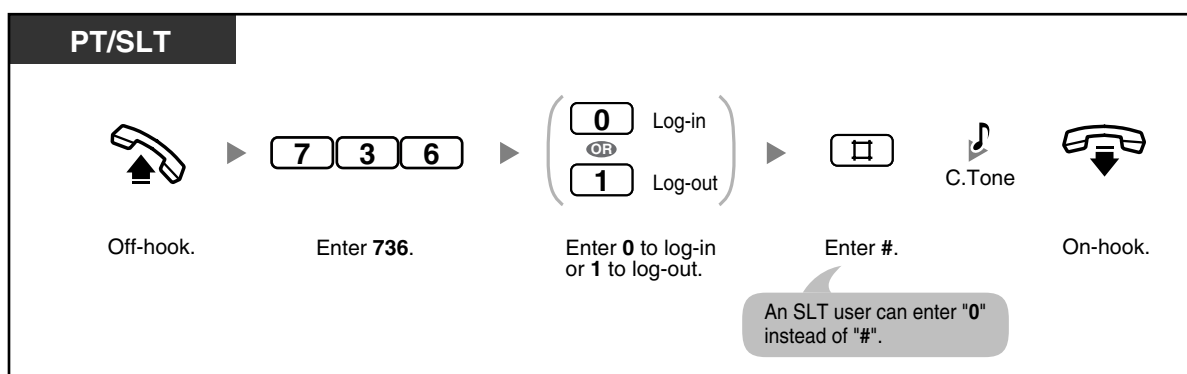 PT/SLT
7 3 6
0 Log-in
OR
1 Log-out
#
C.Tone
Off-hook.
Enter 736.
Enter 0 to log-in
or 1 to log-out.
Enter #.
On-hook.
An SLT user can enter "0"
instead of "#".